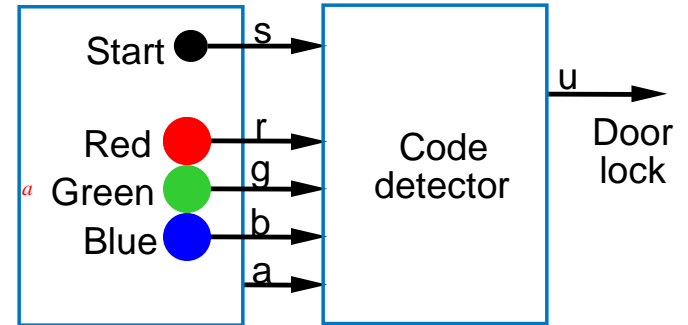 Start
s
u
Red
r
Code
detector
Door
lock
a
Green
g
Blue
b
a